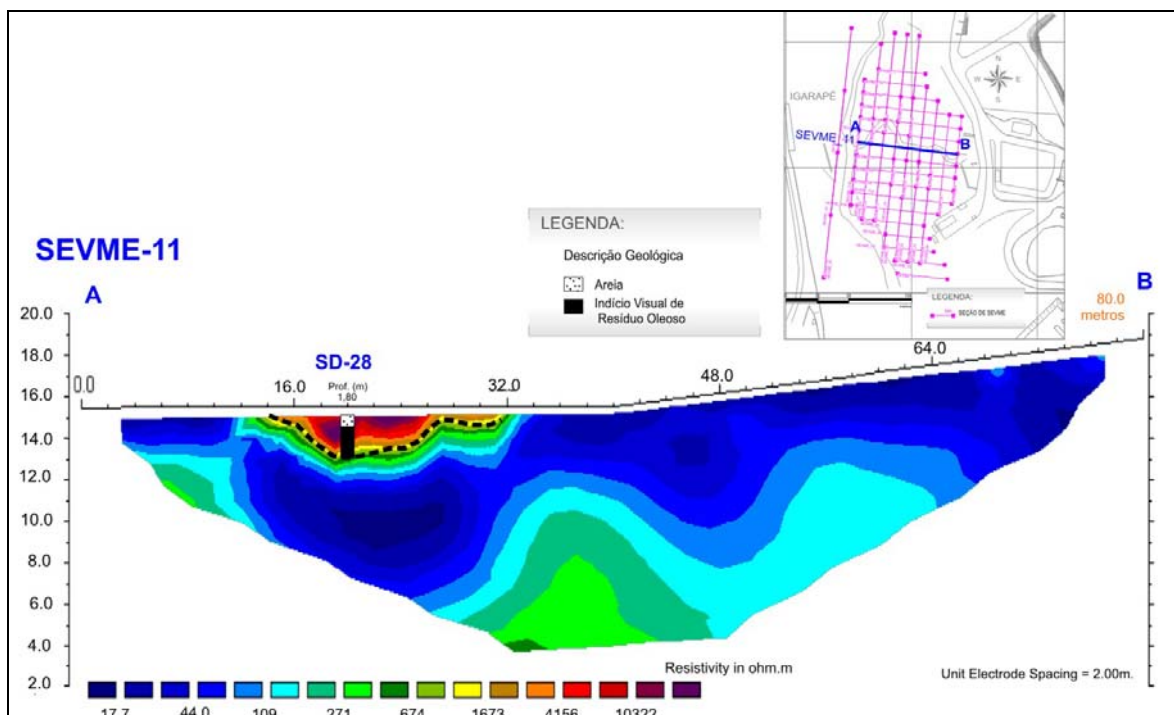 IGARAPÉ
N
W E
S
A
SEVME_11
B
LEGENDA:
SEÇÃO DE SEVME
LEGENDA:
Descrição Geológica
Areia
Indício Visual de
Resíduo Oleoso
SEVME-11
A
B
80.0
metros
20.0
18.0
16.0
14.0
12.0
10.0
8.0
6.0
4.0
2.0
0.0
16.0
32.0
48.0
64.0
SD-28
Prof. (m)
1,80
Resistivity in ohm.m
Unit Electrode Spacing = 2.00m.
17.7 44.0 109 271 674 1673 4156 10322